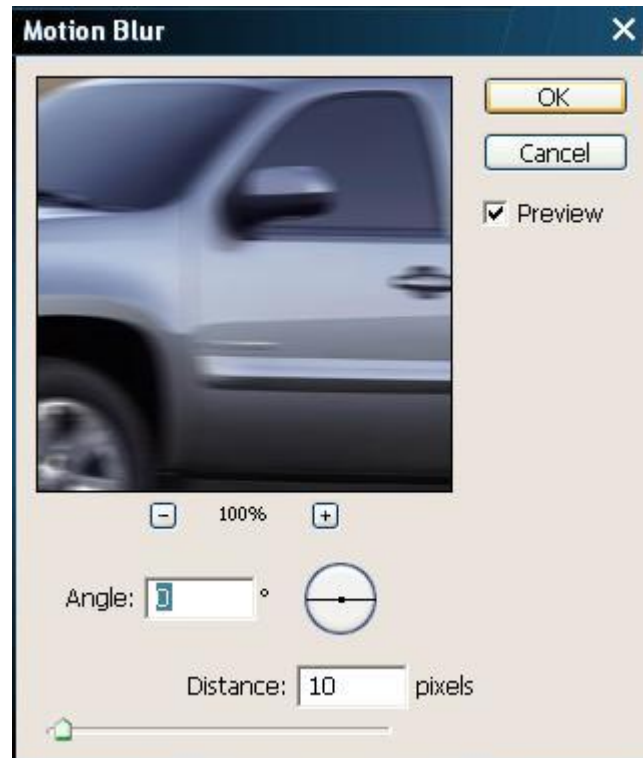 Motion Blur
OK
Cancel
Preview
100%
Angle: 0 °
Distance: 10 pixels